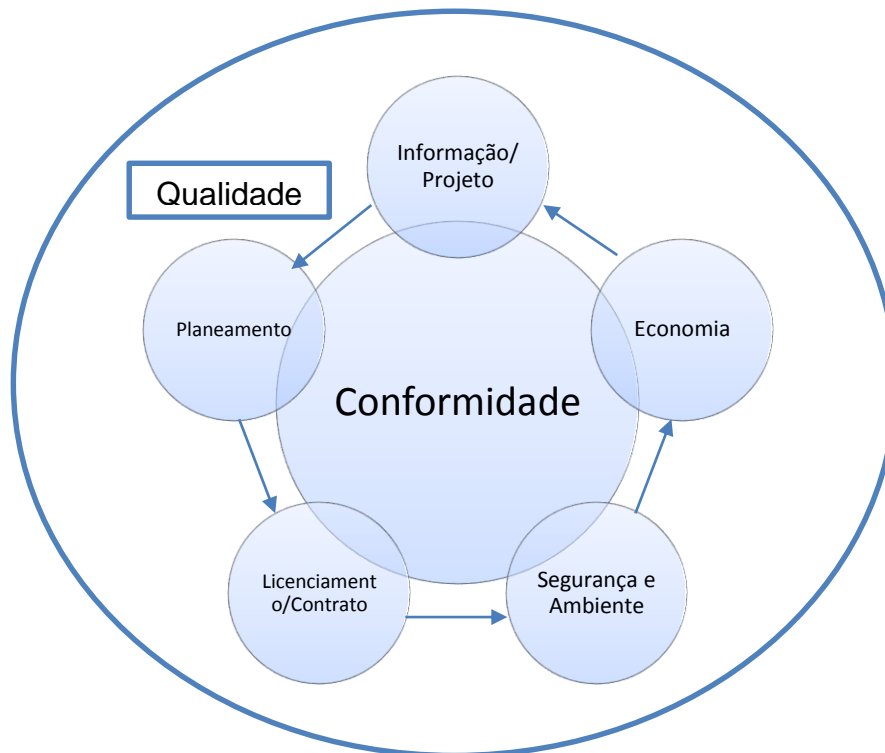 Informação/
Projeto
Qualidade
Planeamento
Economia
Conformidade
Licenciament
o/Contrato
Segurança e
Ambiente